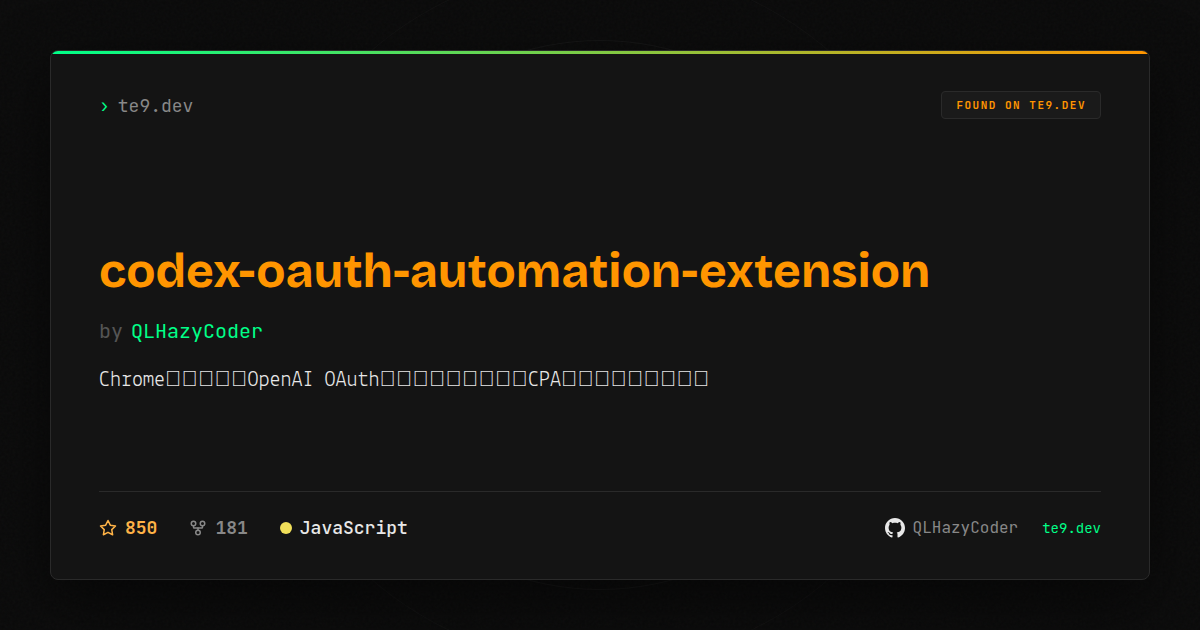 › te9.dev
FOUND ON TE9.DEV
codex-oauth-automation-extension
by QLHazyCoder
Chrome□□□□□OpenAI OAuth□□□□□□□□□CPA□□□□□□□□□
850 181 JavaScript
QLHazyCoder te9.dev